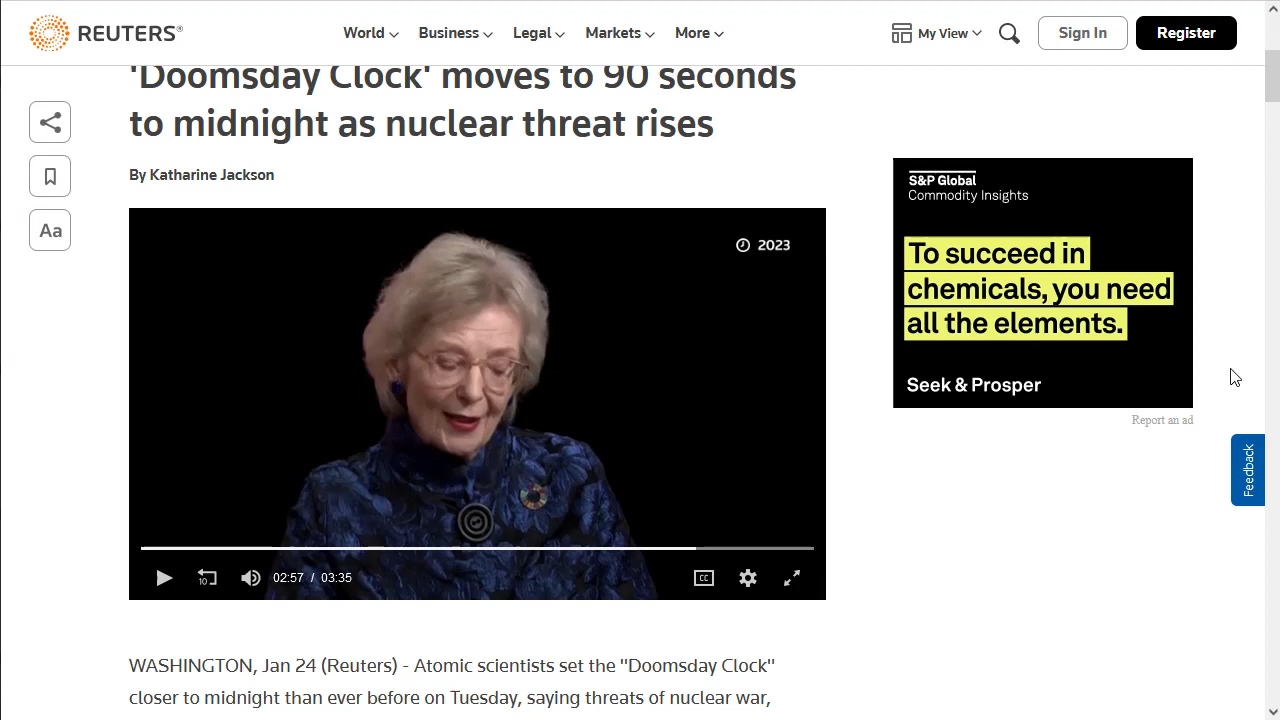 REUTERS®
World
Business
Legal
Markets
More
My View
Sign In
Register
'Doomsday Clock' moves to 90 seconds
to midnight as nuclear threat rises
By Katharine Jackson
Aa
2023
10
02:57 / 03:35
CC
S&P Global
Commodity Insights
To succeed in
chemicals, you need
all the elements.
Seek & Prosper
Report an ad
Feedback
WASHINGTON, Jan 24 (Reuters) - Atomic scientists set the "Doomsday Clock"
closer to midnight than ever before on Tuesday, saying threats of nuclear war,